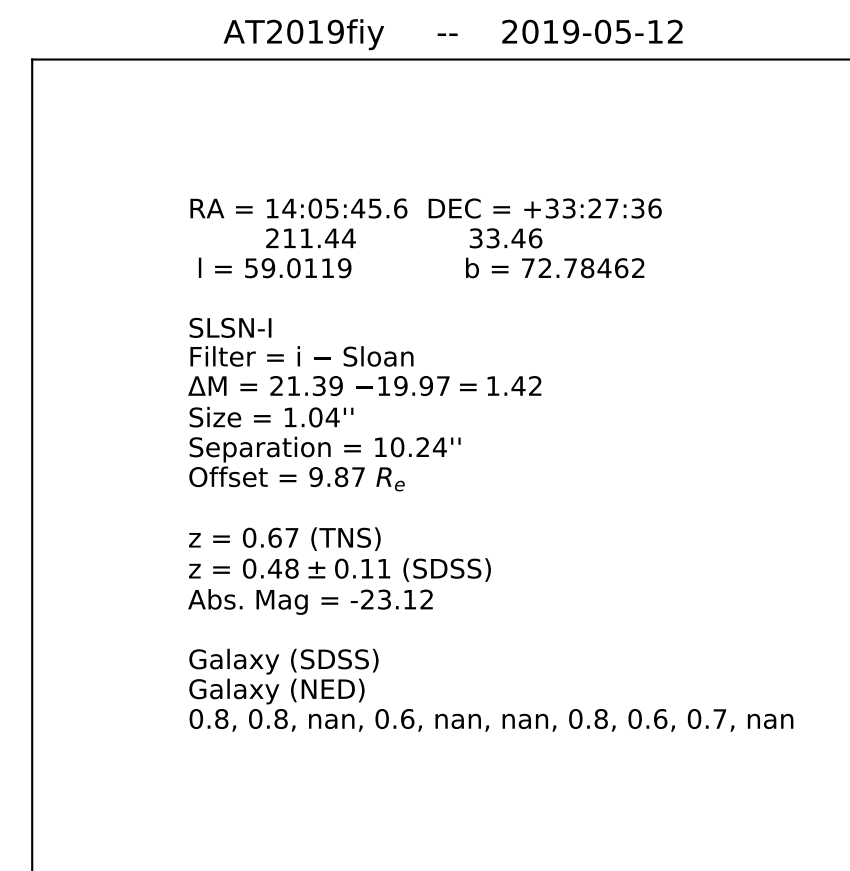 AT2019fiy -- 2019-05-12
RA = 14:05:45.6 DEC = +33:27:36
211.44 33.46
l = 59.0119 b = 72.78462
SLSN-I
Filter = i − Sloan
ΔM = 21.39 −19.97 = 1.42
Size = 1.04''
Separation = 10.24''
Offset = 9.87 Re
z = 0.67 (TNS)
z = 0.48 ± 0.11 (SDSS)
Abs. Mag = -23.12
Galaxy (SDSS)
Galaxy (NED)
0.8, 0.8, nan, 0.6, nan, nan, 0.8, 0.6, 0.7, nan